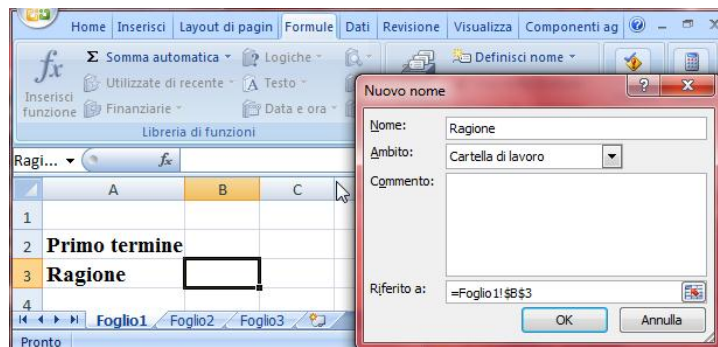 Home Inserisci Layout di pagin Formule Dati Revisione Visualizza Componenti ag
fx
Inserisci
funzione
Σ Somma automatica
Utilizzate di recente
Finanziarie
Logiche
Testo
Data e ora
Definisci nome
Libreria di funzioni
Nuovo nome
Nome: Ragione
Ambito: Cartella di lavoro
Commento:
Riferito a: =Foglio1!$B$3
OK Annulla
Ragi... fx
A B C
1
2 Primo termine
3 Ragione
4
Foglio1 Foglio2 Foglio3
Pronto